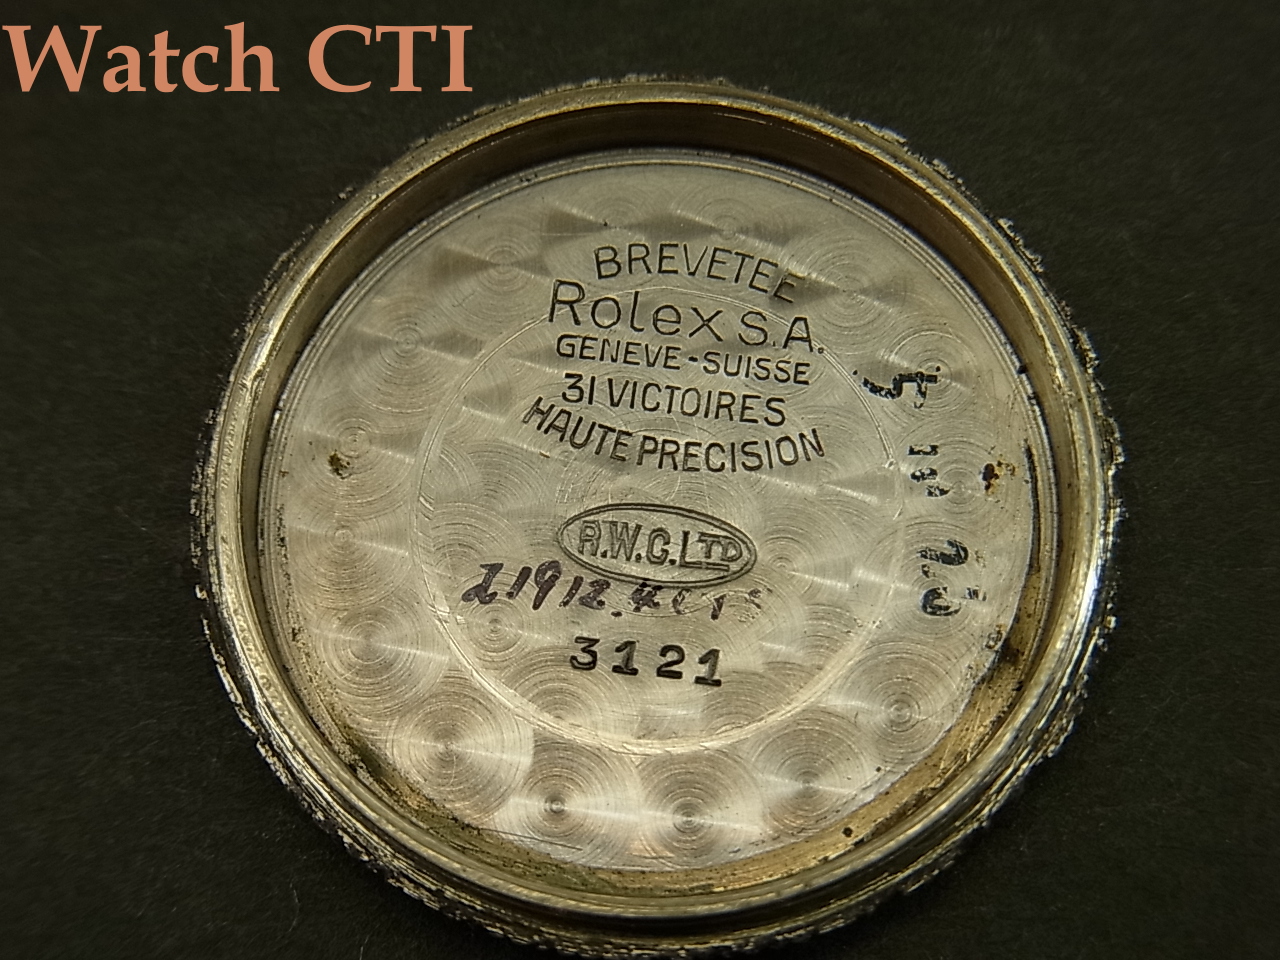 Watch CTI
BREVETEE
Rolex S.A.
GENEVE-SUISSE
31 VICTOIRES
HAUTE PRECISION
R.W.C.LTD
3121